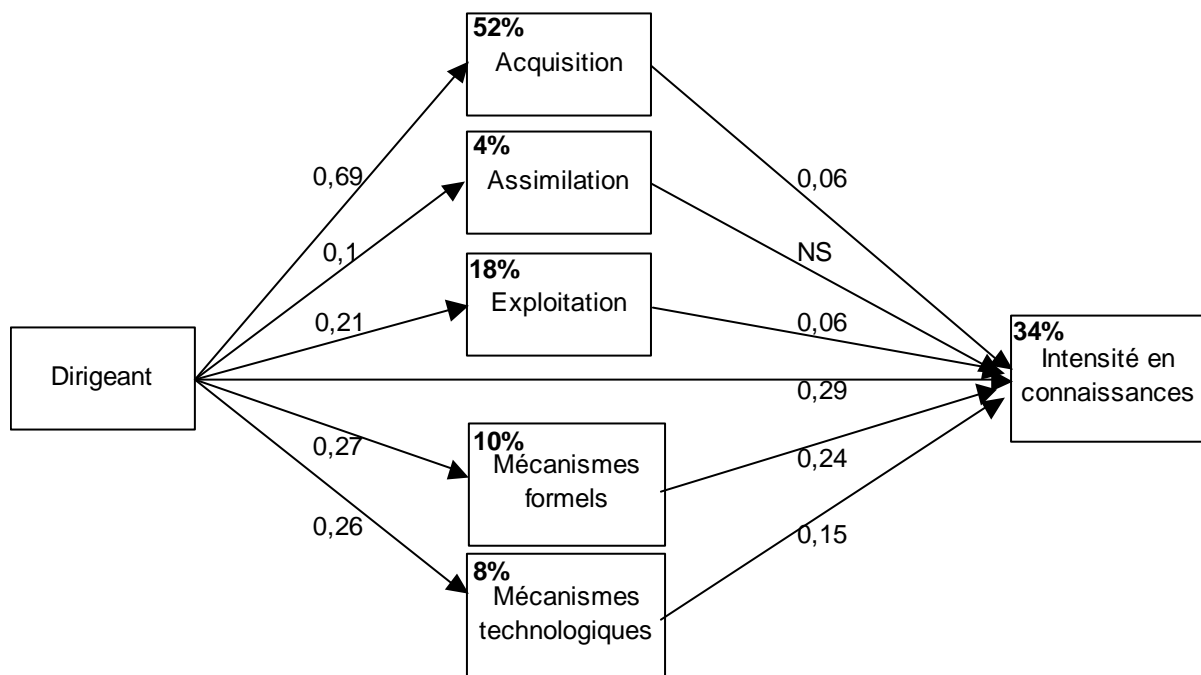 52%
Acquisition
0,69
0,06
4%
Assimilation
0,1
NS
18%
Exploitation
0,21
0,06
Dirigeant
34%
Intensité en
connaissances
0,29
0,27
10%
Mécanismes
formels
0,24
0,26
0,15
8%
Mécanismes
technologiques